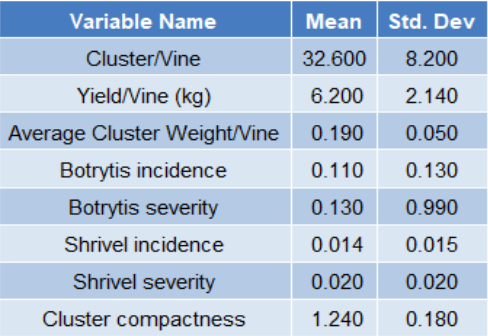 Variable Name Mean Std. Dev
Cluster/Vine 32.600 8.200
Yield/Vine (kg) 6.200 2.140
Average Cluster Weight/Vine 0.190 0.050
Botrytis incidence 0.110 0.130
Botrytis severity 0.130 0.990
Shrivel incidence 0.014 0.015
Shrivel severity 0.020 0.020
Cluster compactness 1.240 0.180